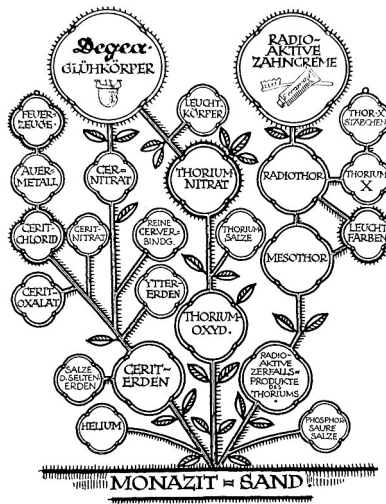 Degea-
GLÜHKÖRPER
RADIO-
AKTIVE
ZAHNCREME
FEUER-
ZEUGE
LEUCHT-
KÖRPER
THOR-X
STÄBCHEN
AUER-
METALL
CER-
NITRAT
THORIUM
NITRAT
RADIOTHOR
THORIUM
X
CERIT-
CHLORID
CERIT-
NITRAT
REINE
CERVER-
BINDG.
THORIUM
SALZE
MESOTHOR
LEUCHT
FARBEN
CERIT-
OXALAT
YTTER-
ERDEN
THORIUM
OXYD.
SALZE
D. SELTEN
ERDEN
CERIT-
ERDEN
RADIO-
AKTIVE
ZERFALLS-
PRODUKTE
DES
THORIUMS
HELIUM
PHOSPHOR
SAURE
SALZE
MONAZIT = SAND